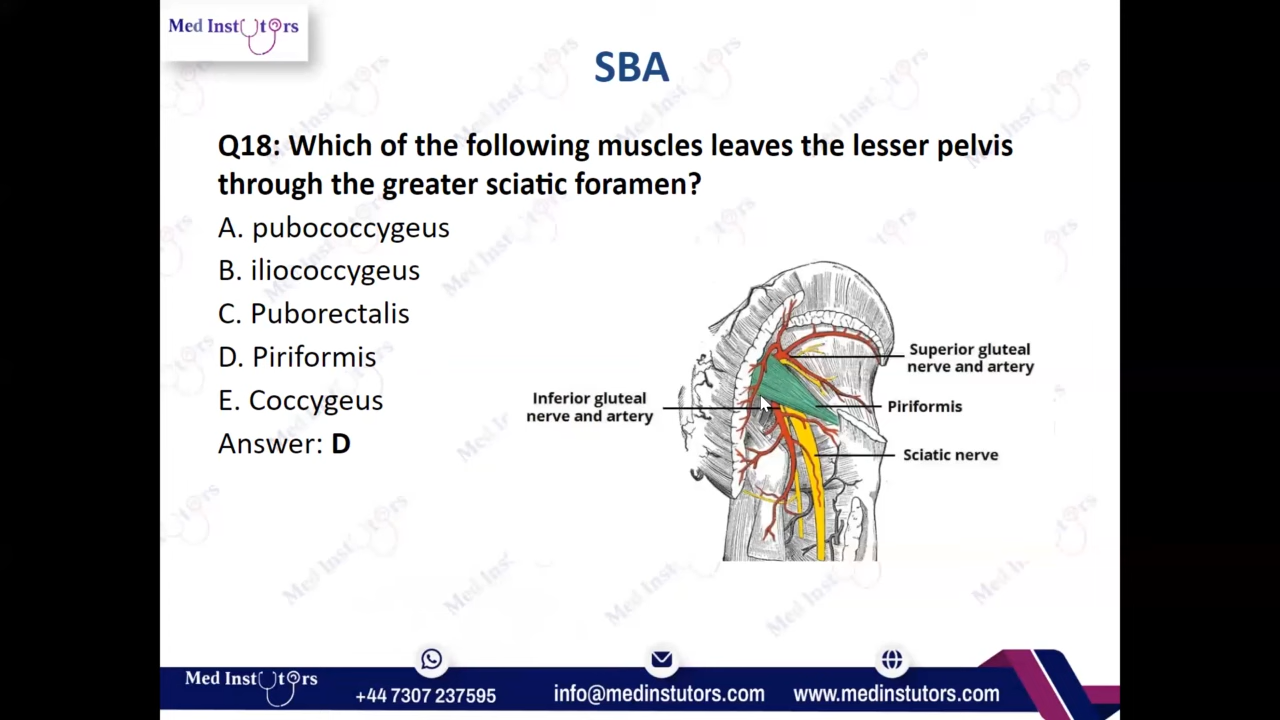 Med Instutors
SBA
Q18: Which of the following muscles leaves the lesser pelvis
through the greater sciatic foramen?
A. pubococcygeus
B. iliococcygeus
C. Puborectalis
D. Piriformis
E. Coccygeus
Answer: D
Superior gluteal
nerve and artery
Inferior gluteal
nerve and artery
Piriformis
Sciatic nerve
Med Instutors
+44 7307 237595
info@medinstutors.com
www.medinstutors.com